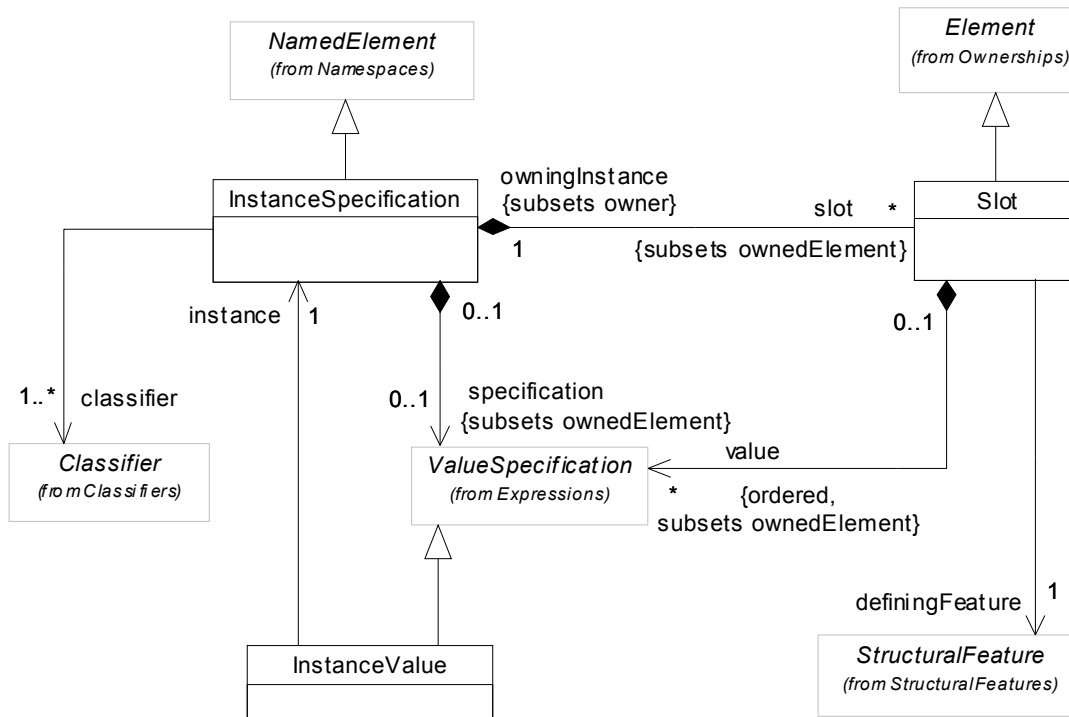 NamedElement
(from Namespaces)
Element
(from Ownerships)
InstanceSpecification
owningInstance
{subsets owner}
1
slot *
{subsets ownedElement}
Slot
instance 1
0..1
0..1
1..* classifier
0..1
specification
{subsets ownedElement}
value
*
{ordered,
subsets ownedElement}
Classifier
(from Classifiers)
ValueSpecification
(from Expressions)
definingFeature 1
InstanceValue
StructuralFeature
(from StructuralFeatures)